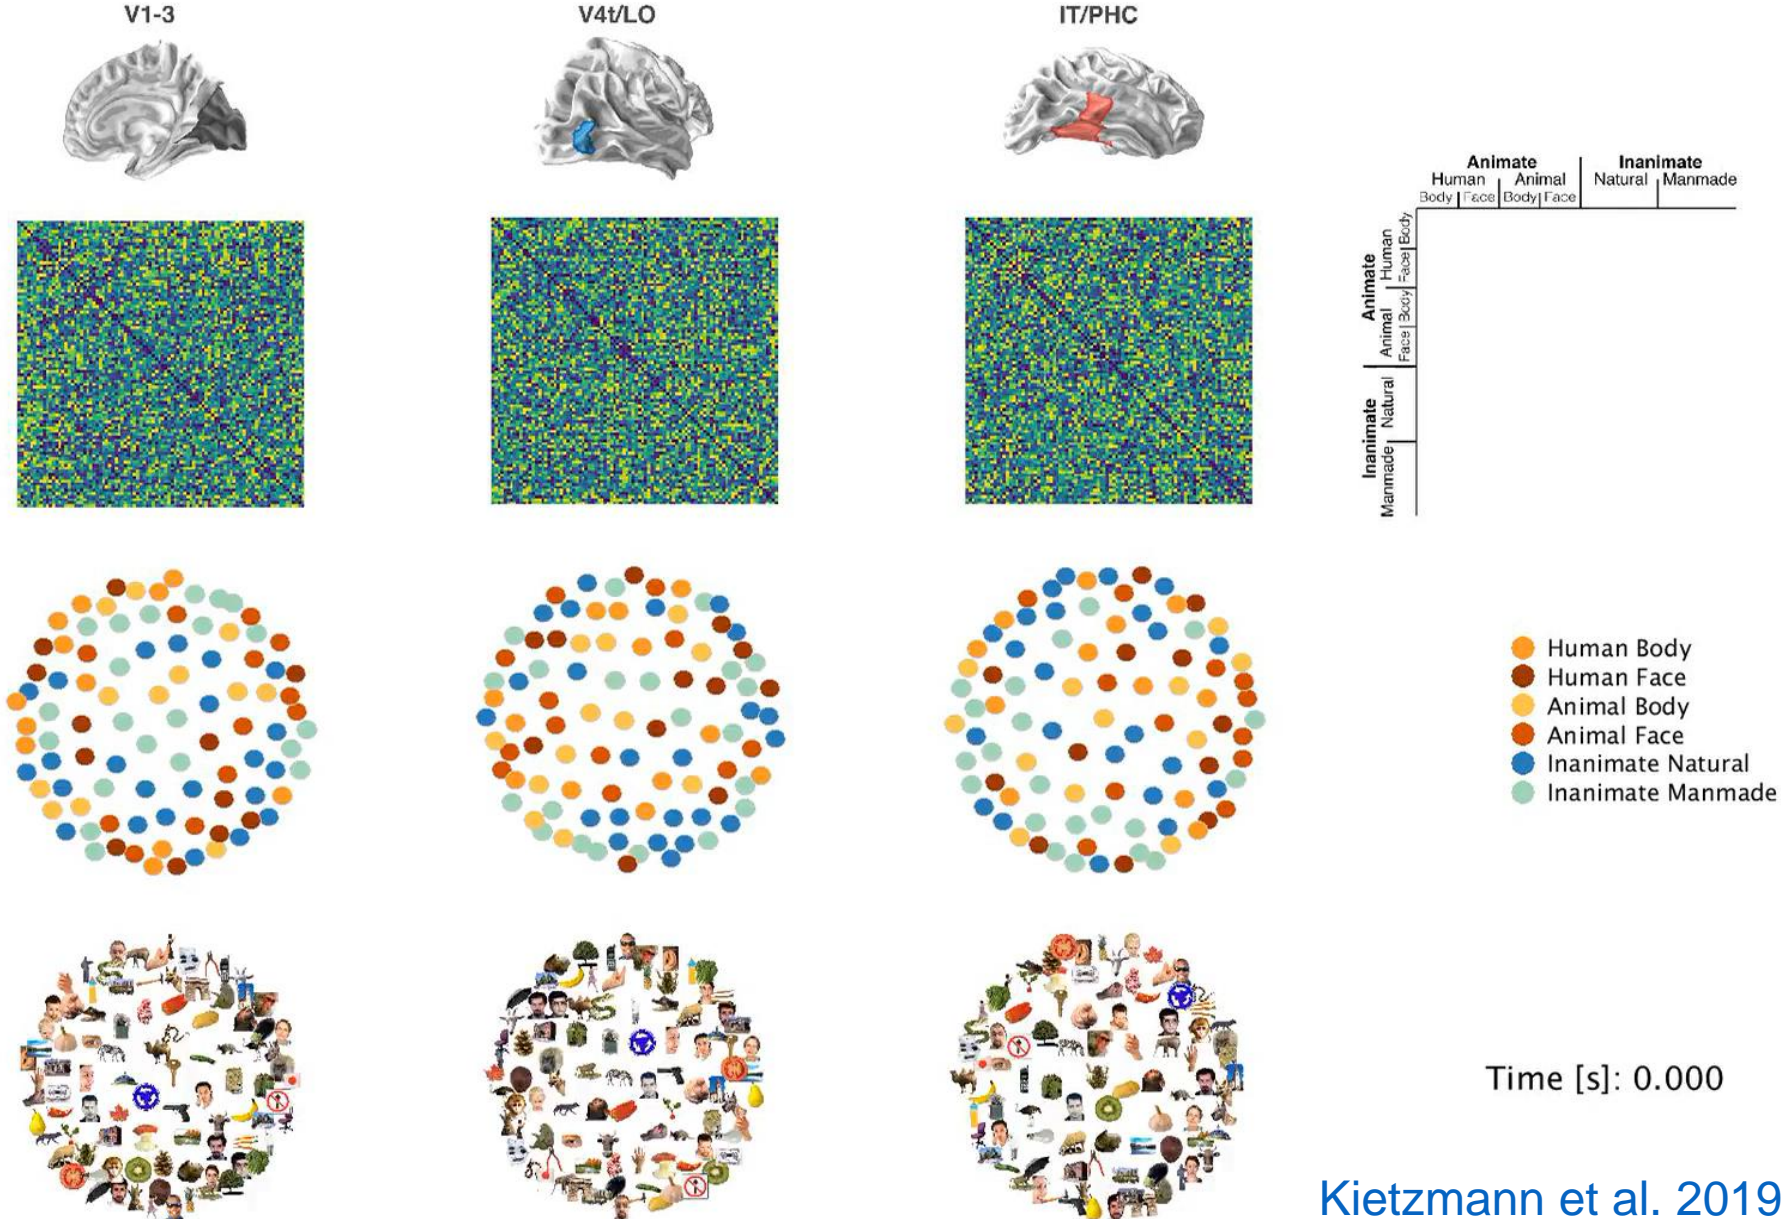 V1-3
V4t/LO
IT/PHC
Animate
Inanimate
Human
Animal
Natural
Manmade
Body
Face
Body
Face
Animate
Human
Body
Face
Animal
Body
Face
Inanimate
Natural
Manmade
Human Body
Human Face
Animal Body
Animal Face
Inanimate Natural
Inanimate Manmade
Time [s]: 0.000
Kietzmann et al. 2019